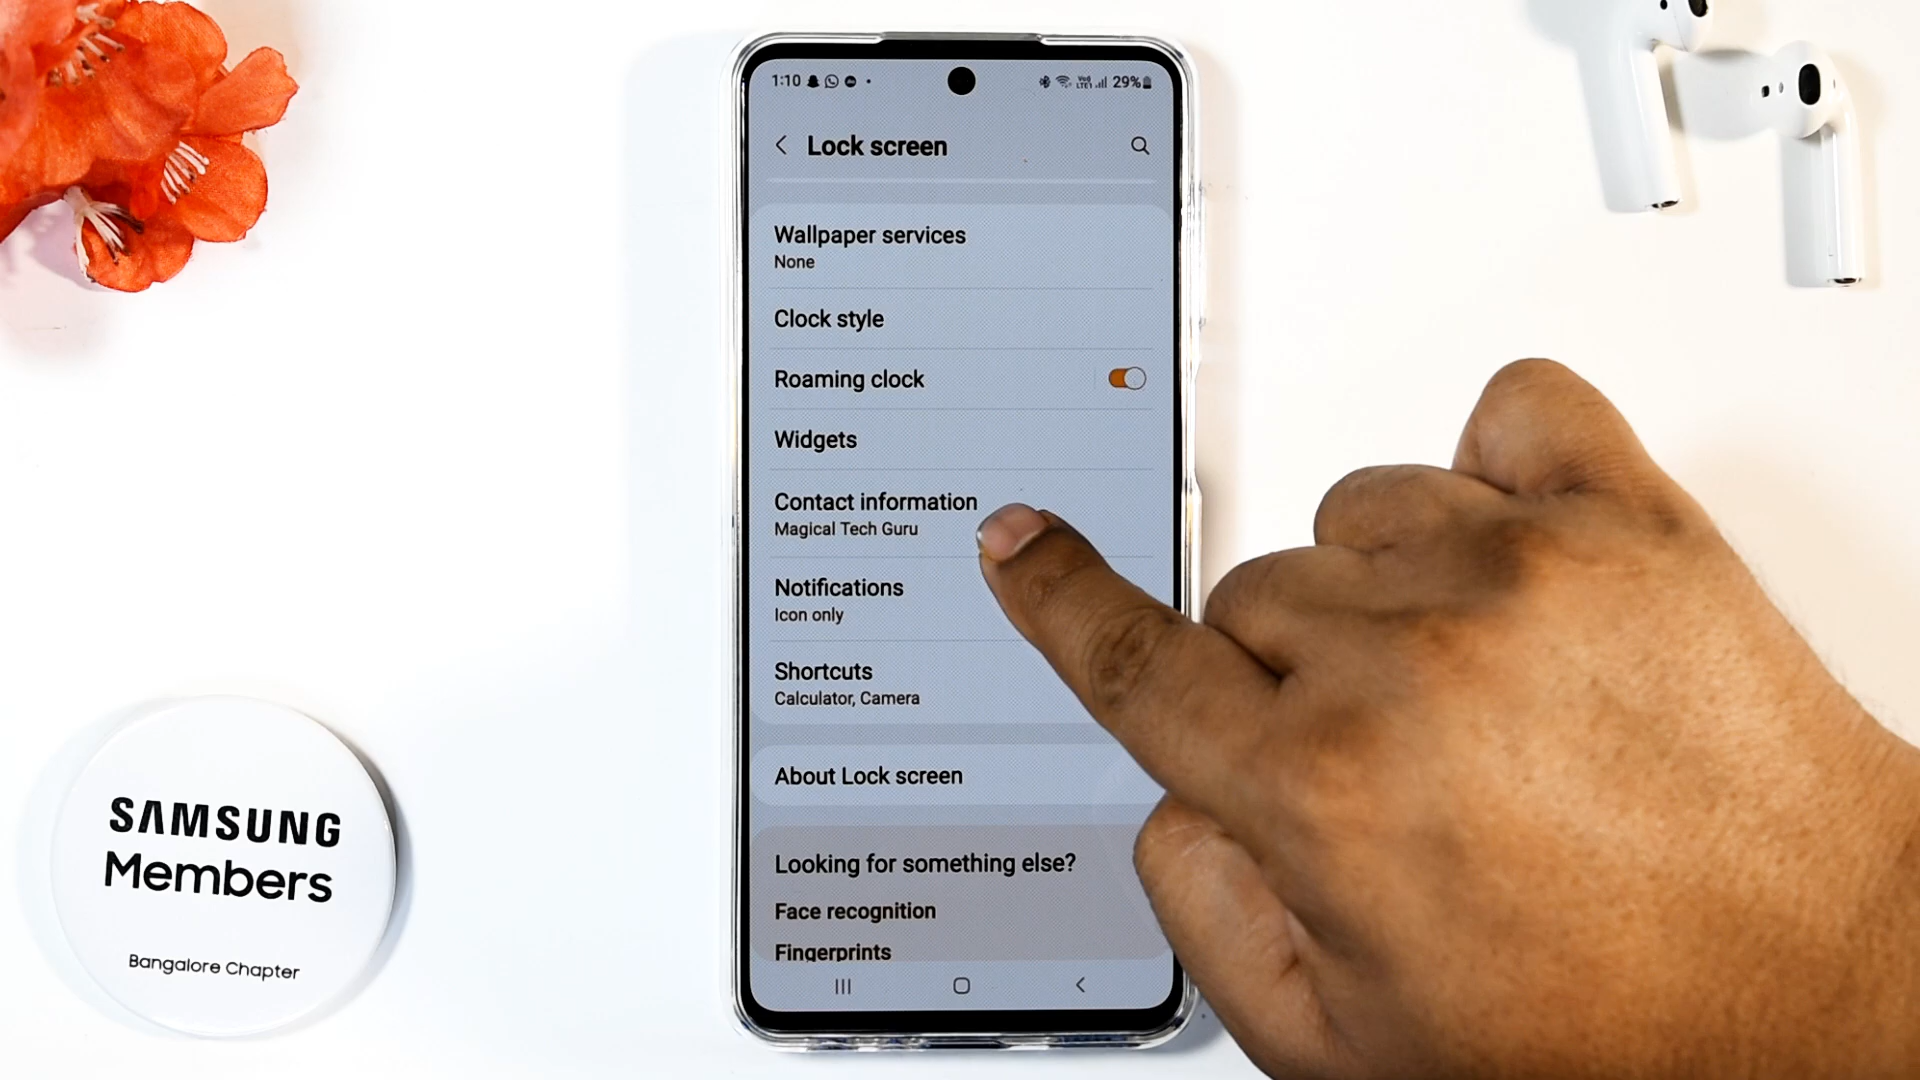 1:10
29%
Lock screen
Wallpaper services
None
Clock style
Roaming clock
Widgets
Contact information
Magical Tech Guru
Notifications
Icon only
Shortcuts
Calculator, Camera
About Lock screen
Looking for something else?
Face recognition
Fingerprints
SAMSUNG
Members
Bangalore Chapter